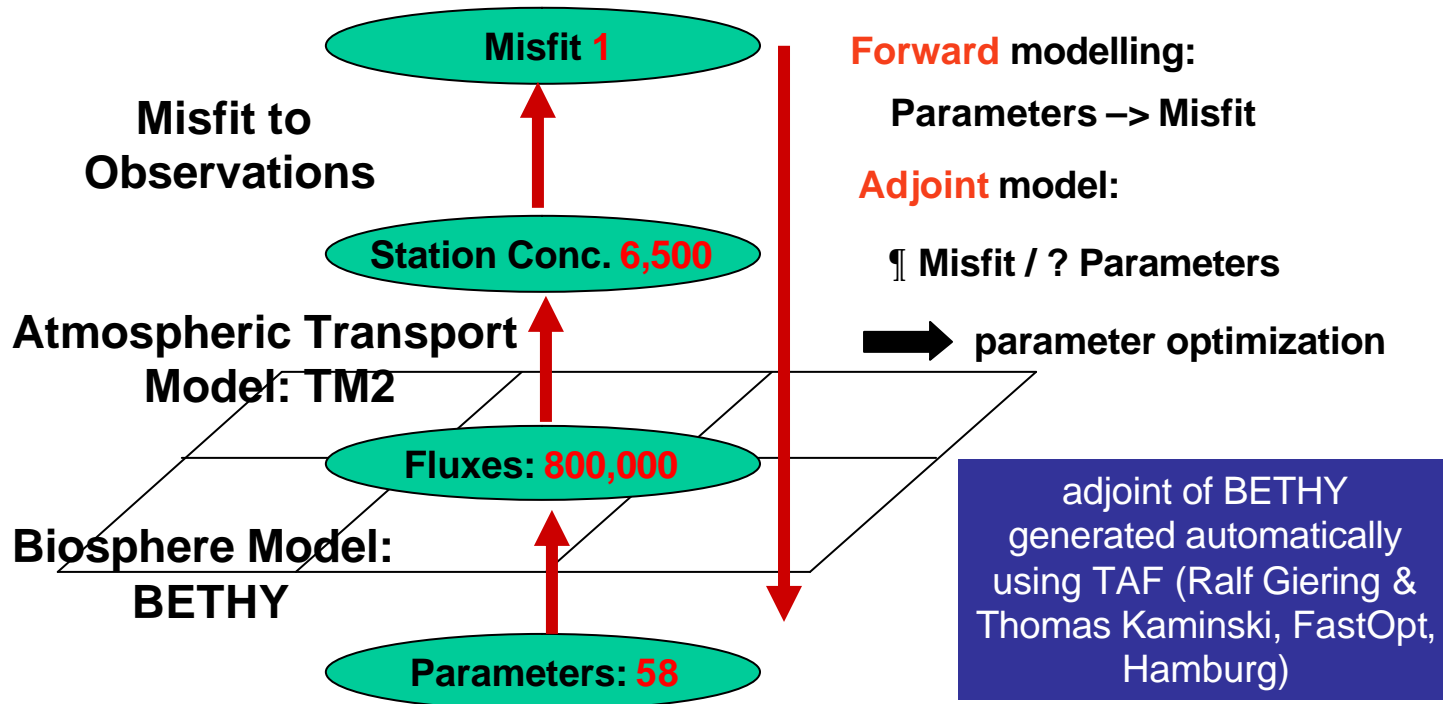 Misfit 1
Misfit to
Observations
Station Conc. 6,500
Atmospheric Transport
Model: TM2
Fluxes: 800,000
Biosphere Model:
BETHY
Parameters: 58
Forward modelling:
Parameters –> Misfit
Adjoint model:
¶ Misfit / ? Parameters
parameter optimization
adjoint of BETHY
generated automatically
using TAF (Ralf Giering &
Thomas Kaminski, FastOpt,
Hamburg)